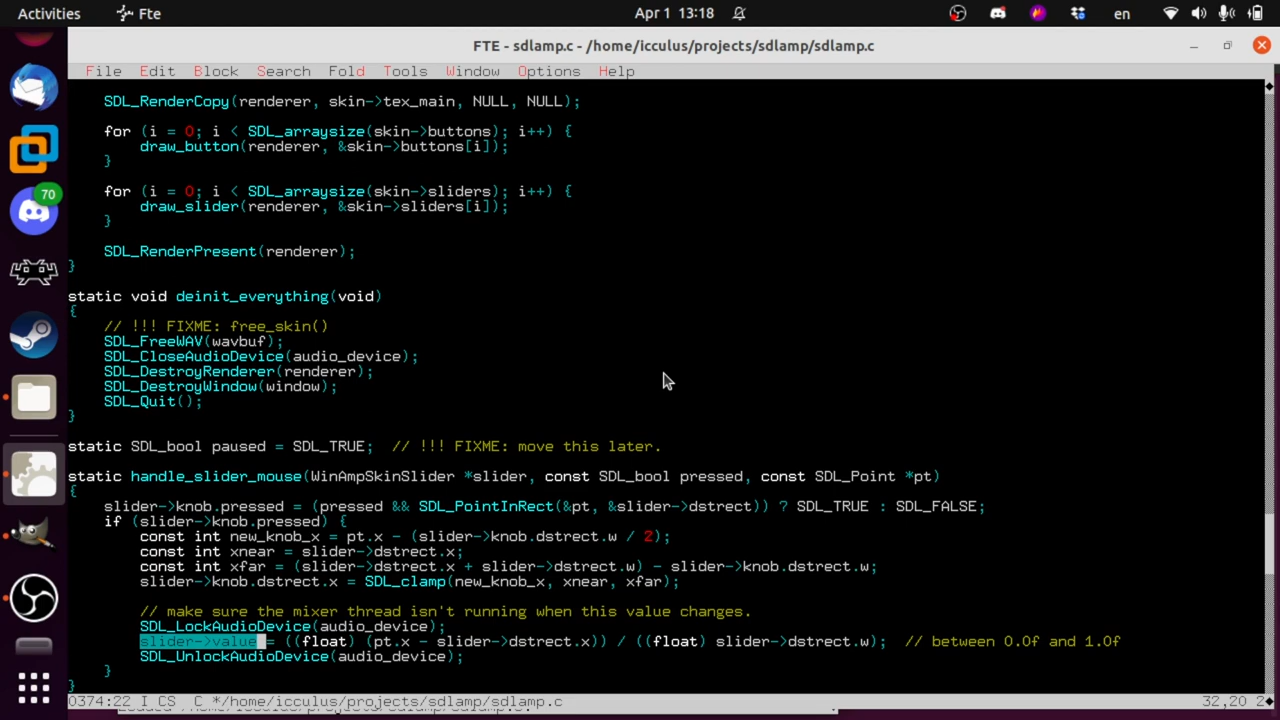 Activities
Fte
Apr 1 13:18
en
FTE - sdlamp.c - /home/icculus/projects/sdlamp/sdlamp.c
File Edit Block Search Fold Tools Window Options Help
SDL_RenderCopy(renderer, skin->tex_main, NULL, NULL);
for (i = 0; i < SDL_arraysize(skin->buttons); i++) {
draw_button(renderer, &skin->buttons[i]);
}
for (i = 0; i < SDL_arraysize(skin->sliders); i++) {
draw_slider(renderer, &skin->sliders[i]);
}
SDL_RenderPresent(renderer);
}
static void deinit_everything(void)
{
// !!! FIXME: free_skin()
SDL_FreeWAV(wavbuf);
SDL_CloseAudioDevice(audio_device);
SDL_DestroyRenderer(renderer);
SDL_DestroyWindow(window);
SDL_Quit();
}
static SDL_bool paused = SDL_TRUE;  // !!! FIXME: move this later.
static handle_slider_mouse(WinAmpSkinSlider *slider, const SDL_bool pressed, const SDL_Point *pt)
{
slider->knob.pressed = (pressed && SDL_PointInRect(&pt, &slider->dstrect)) ? SDL_TRUE : SDL_FALSE;
if (slider->knob.pressed) {
const int new_knob_x = pt.x - (slider->knob.dstrect.w / 2);
const int xnear = slider->dstrect.x;
const int xfar = (slider->dstrect.x + slider->dstrect.w) - slider->knob.dstrect.w;
slider->knob.dstrect.x = SDL_clamp(new_knob_x, xnear, xfar);
// make sure the mixer thread isn't running when this value changes.
SDL_LockAudioDevice(audio_device);
slider->value = ((float) (pt.x - slider->dstrect.x)) / ((float) slider->dstrect.w);  // between 0.0f and 1.0f
SDL_UnlockAudioDevice(audio_device);
}
}
0374:22 I CS  C */home/icculus/projects/sdlamp/sdlamp.c
32,20 2
70